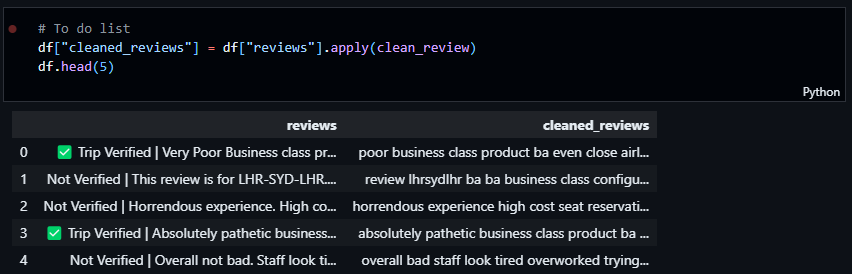 # To do list
df["cleaned_reviews"] = df["reviews"].apply(clean_review)
df.head(5)
Python
reviews cleaned_reviews
0 ✅ Trip Verified | Very Poor Business class pr... poor business class product ba even close airl...
1 Not Verified | This review is for LHR-SYD-LHR.... review lhrsydlhr ba ba business class configu...
2 Not Verified | Horrendous experience. High co... horrendous experience high cost seat reservati...
3 ✅ Trip Verified | Absolutely pathetic business... absolutely pathetic business class product ba ...
4 Not Verified | Overall not bad. Staff look ti... overall bad staff look tired overworked trying...